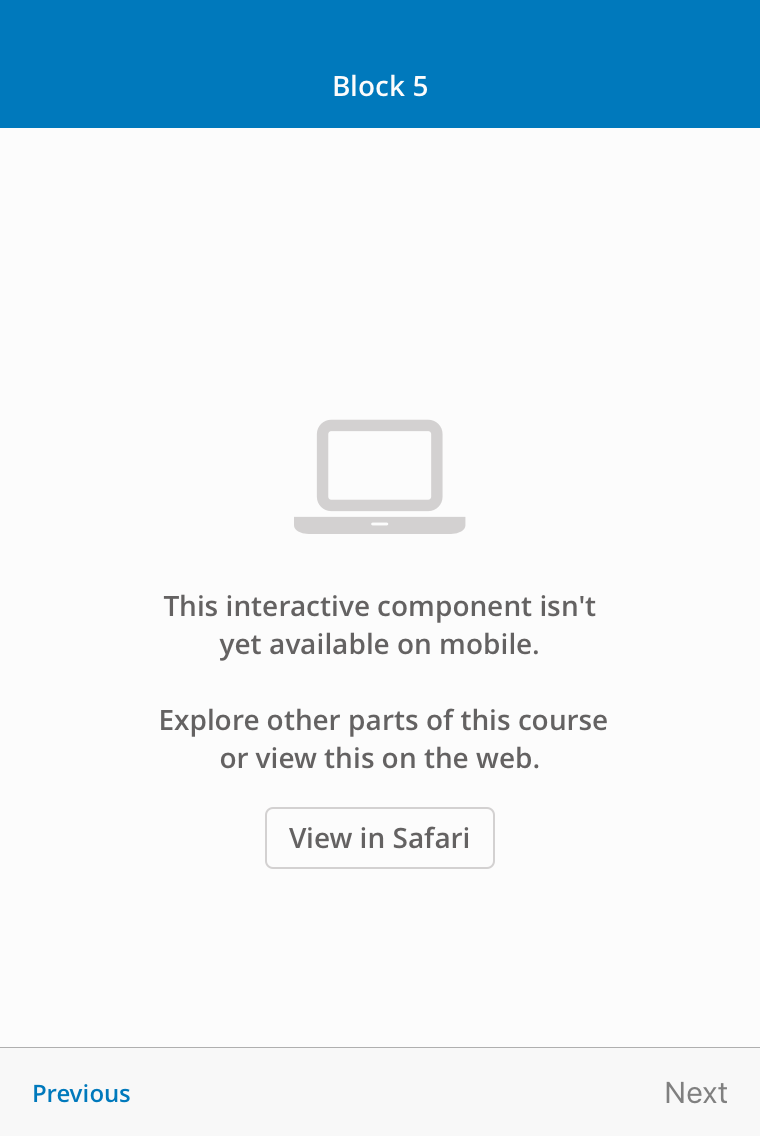 Block 5
This interactive component isn't
yet available on mobile.
Explore other parts of this course
or view this on the web.
View in Safari
Previous
Next